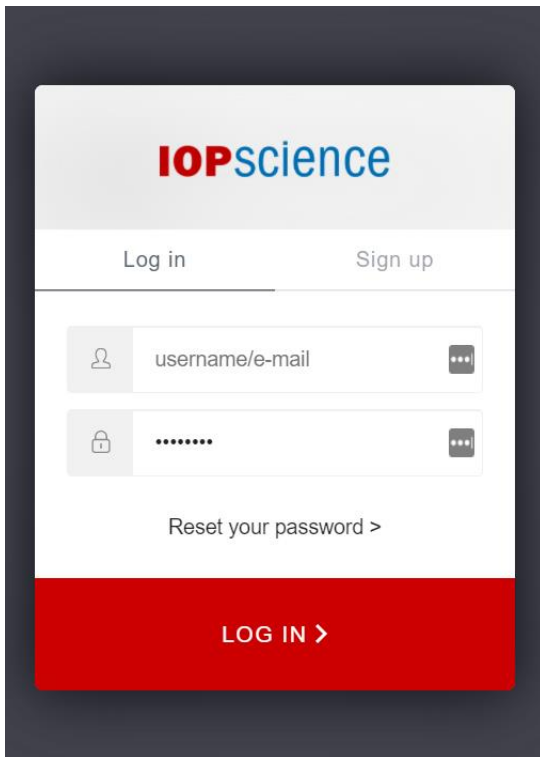 IOPscience
Log in Sign up
username/e-mail
••••••••
Reset your password >
LOG IN >